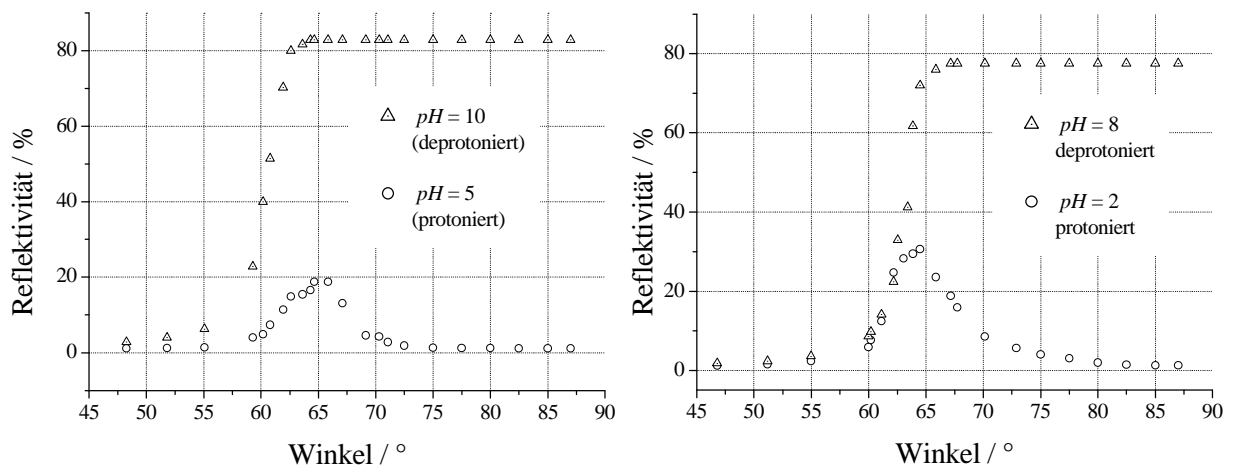 80
60
40
20
0
Reflektivität / %
pH = 10
(deprotoniert)
pH = 5
(protoniert)
45 50 55 60 65 70 75 80 85 90
Winkel / °
80
60
40
20
0
Reflektivität / %
pH = 8
deprotoniert
pH = 2
protoniert
45 50 55 60 65 70 75 80 85 90
Winkel / °